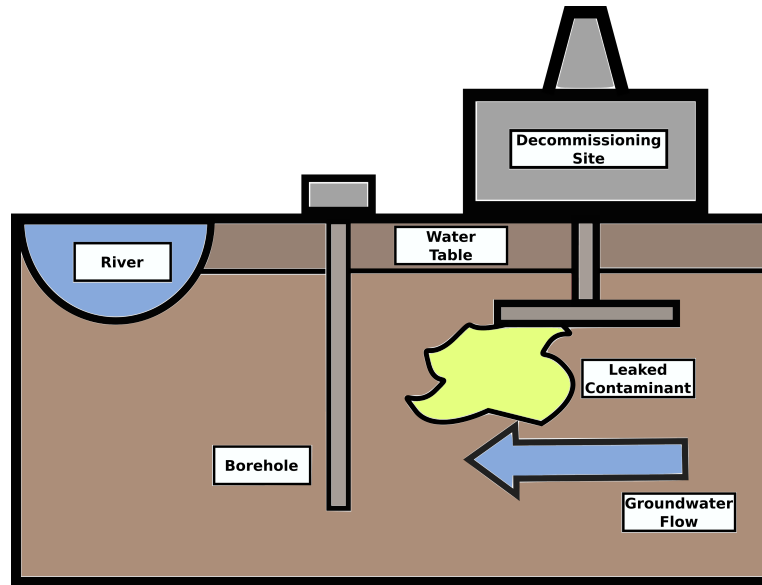 Decommissioning
Site
Water
Table
River
Leaked
Contaminant
Borehole
Groundwater
Flow